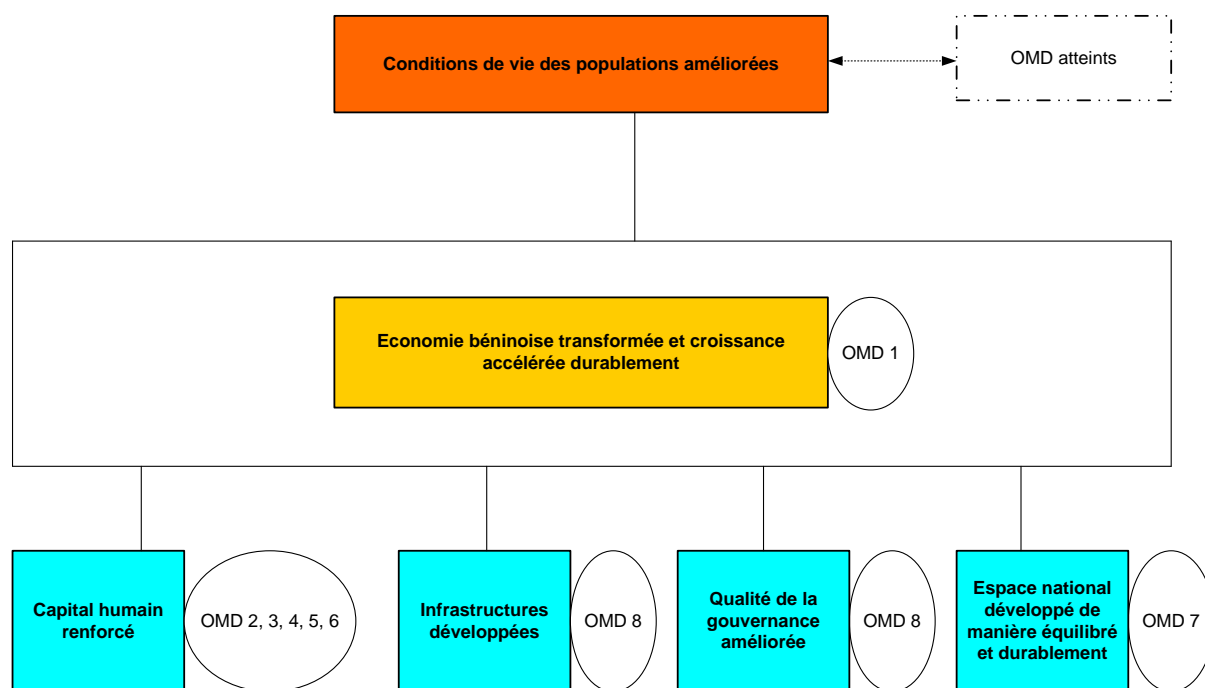 Conditions de vie des populations améliorées
OMD atteints
Economie béninoise transformée et croissance
accélérée durablement
OMD 1
Capital humain
renforcé
OMD 2, 3, 4, 5, 6
Infrastructures
développées
OMD 8
Qualité de la
gouvernance
améliorée
OMD 8
Espace national
développé de
manière équilibré
et durablement
OMD 7